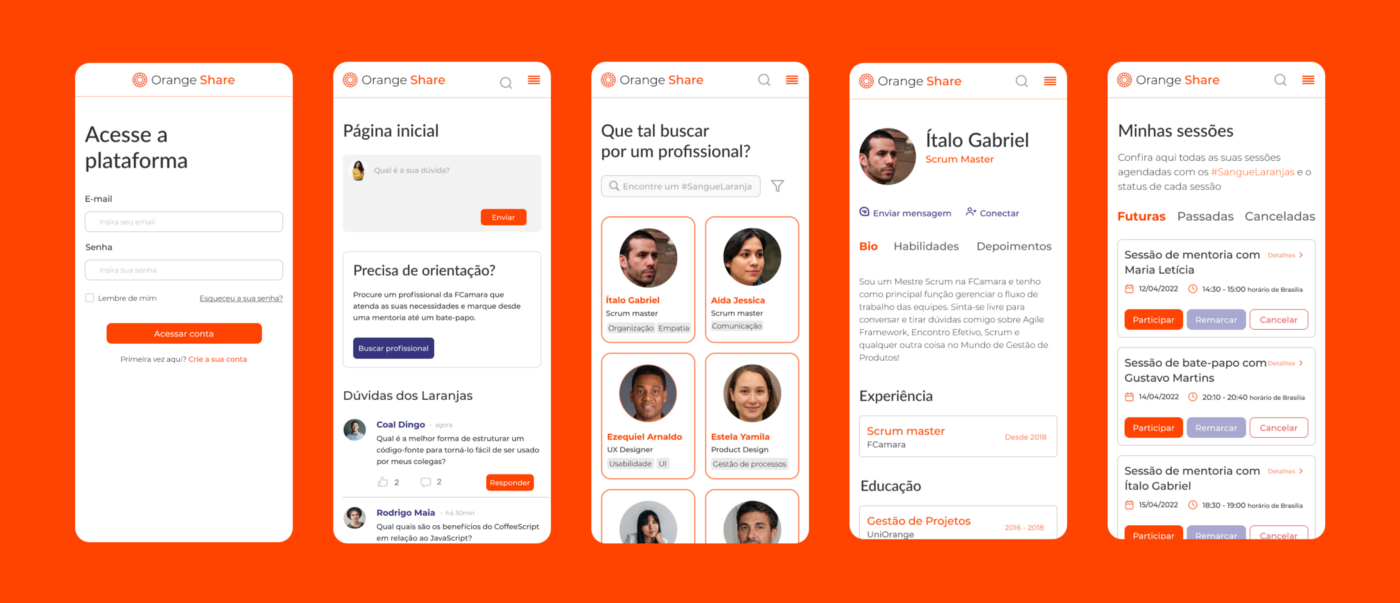 Orange Share
Acesse a
plataforma
E-mail
Insira seu email
Senha
Insira sua senha
Lembre de mim
Esqueceu a sua senha?
Acessar conta
Primeira vez aqui? Crie a sua conta
Orange Share
Página inicial
Qual é a sua dúvida?
Enviar
Precisa de orientação?
Procure um profissional da FCamara que
atenda as suas necessidades e marque desde
uma mentoria até um bate-papo.
Buscar profissional
Dúvidas dos Laranjas
Coal Dingo - agora
Qual é a melhor forma de estruturar um
código-fonte para torná-lo fácil de ser usado
por meus colegas?
2 2 Responder
Rodrigo Maia - há 30min
Qual quais são os benefícios do CoffeeScript
em relação ao JavaScript?
Orange Share
Que tal buscar
por um profissional?
Encontre um #SangueLaranja
Ítalo Gabriel
Scrum master
Organização Empatia
Aída Jessica
Scrum master
Comunicação
Ezequiel Arnaldo
UX Designer
Usabilidade UI
Estela Yamila
Product Design
Gestão de processos
Orange Share
Ítalo Gabriel
Scrum Master
Enviar mensagem Conectar
Bio Habilidades Depoimentos
Sou um Mestre Scrum na FCamara e tenho
como principal função gerenciar o fluxo de
trabalho das equipes. Sinta-se livre para
conversar e tirar dúvidas comigo sobre Agile
Framework, Encontro Efetivo, Scrum e
qualquer outra coisa no Mundo de Gestão de
Produtos!
Experiência
Scrum master
FCamara
Desde 2018
Educação
Gestão de Projetos
UniOrange
2016 - 2018
Orange Share
Minhas sessões
Confira aqui todas as suas sessões
agendadas com os #SangueLaranjas e o
status de cada sessão
Futuras Passadas Canceladas
Sessão de mentoria com Detalhes
Maria Letícia
12/04/2022 14:30 - 15:00 horário de Brasília
Participar Remarcar Cancelar
Sessão de bate-papo com Detalhes
Gustavo Martins
14/04/2022 20:10 - 20:40 horário de Brasília
Participar Remarcar Cancelar
Sessão de mentoria com Detalhes
Ítalo Gabriel
15/04/2022 18:30 - 19:00 horário de Brasília
Participar Remarcar Cancelar